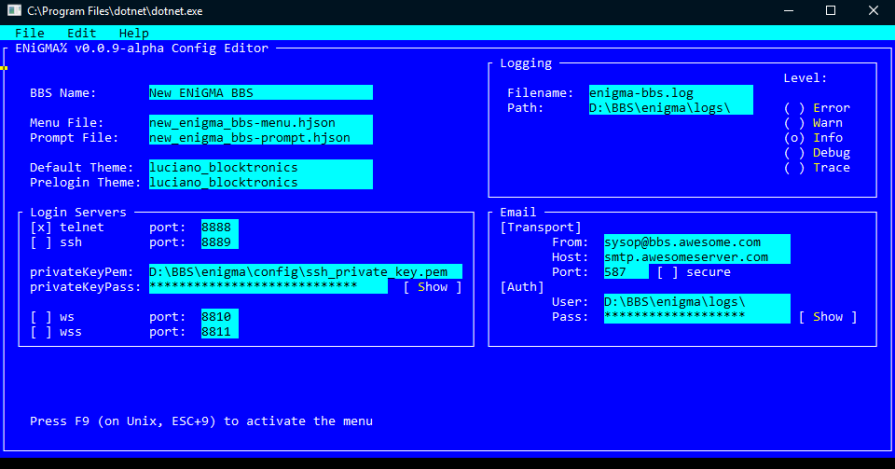 C:\Program Files\dotnet\dotnet.exe
File Edit Help
ENiGMA% v0.0.9-alpha Config Editor
BBS Name: New ENiGMA BBS
Menu File: new_enigma_bbs-menu.hjson
Prompt File: new_enigma_bbs-prompt.hjson
Default Theme: luciano_blocktronics
Prelogin Theme: luciano_blocktronics
Logging
Level:
Filename: enigma-bbs.log
Path: D:\BBS\enigma\logs\
( ) Error
( ) Warn
(o) Info
( ) Debug
( ) Trace
Login Servers
[x] telnet port: 8888
[ ] ssh port: 8889
privateKeyPem: D:\BBS\enigma\config\ssh_private_key.pem
privateKeyPass: **************************** [ Show ]
[ ] ws port: 8810
[ ] wss port: 8811
Email
[Transport]
From: sysop@bbs.awesome.com
Host: smtp.awesomeserver.com
Port: 587 [ ] secure
[Auth]
User: D:\BBS\enigma\logs\
Pass: ******************* [ Show ]
Press F9 (on Unix, ESC+9) to activate the menu